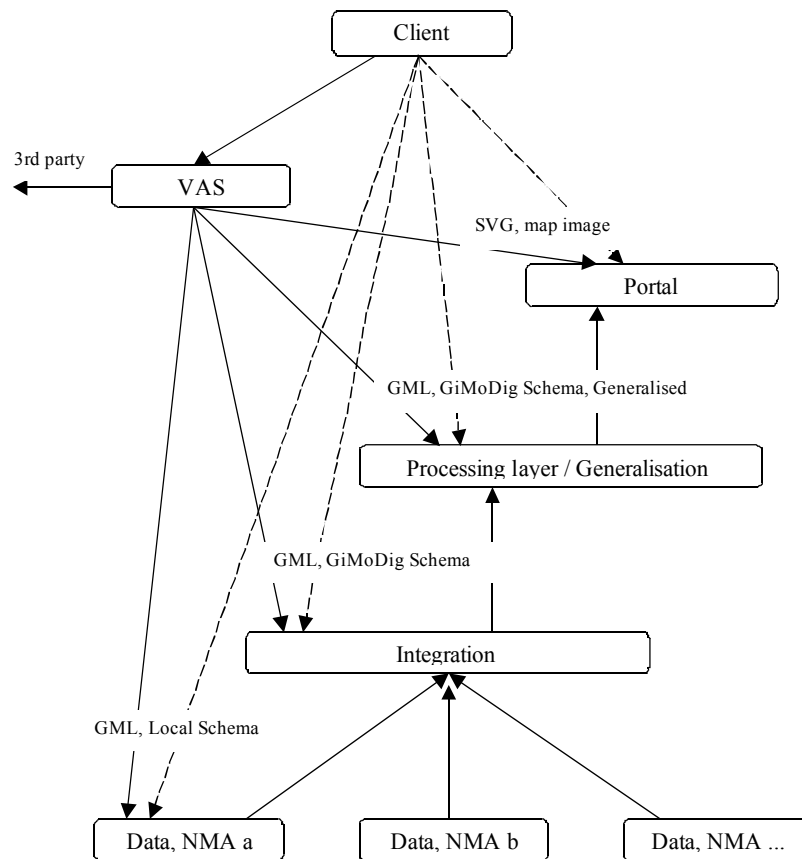 Client
3rd party
VAS
SVG, map image
Portal
GML, GiMoDig Schema, Generalised
Processing layer / Generalisation
GML, GiMoDig Schema
Integration
GML, Local Schema
Data, NMA a
Data, NMA b
Data, NMA ...